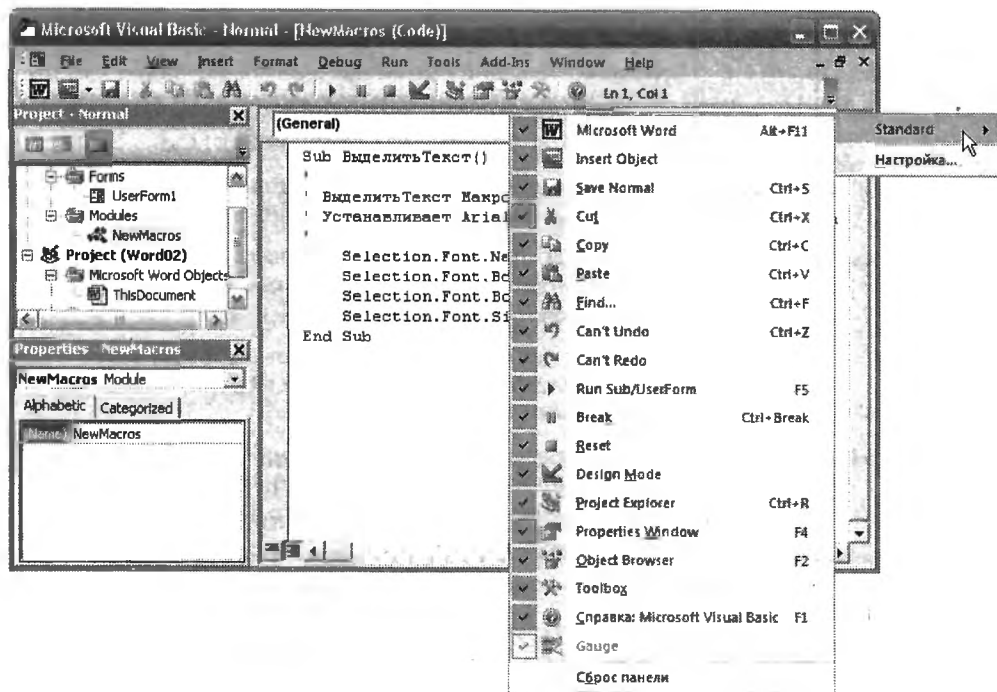 Microsoft Visual Basic - Normal - [NewMacros (Code)]
File Edit View Insert Format Debug Run Tools Add-Ins Window Help
Ln 1, Col 1
Project - Normal
Forms
UserForm1
Modules
NewMacros
Project (Word02)
Microsoft Word Objects
ThisDocument
Properties - NewMacros
NewMacros Module
Alphabetic Categorized
(Name) NewMacros
(General)
Sub ВыделитьТекст()
'
' ВыделитьТекст Макро
' Устанавливает Arial
'
Selection.Font.Na
Selection.Font.Bo
Selection.Font.Bo
Selection.Font.Si
End Sub
Microsoft Word Alt+F11
Insert Object
Save Normal Ctrl+S
Cut Ctrl+X
Copy Ctrl+C
Paste Ctrl+V
Find... Ctrl+F
Can't Undo Ctrl+Z
Can't Redo
Run Sub/UserForm F5
Break Ctrl+Break
Reset
Design Mode
Project Explorer Ctrl+R
Properties Window F4
Object Browser F2
Toolbox
Справка: Microsoft Visual Basic F1
Gauge
Сброс панели
Standard
Настройка...